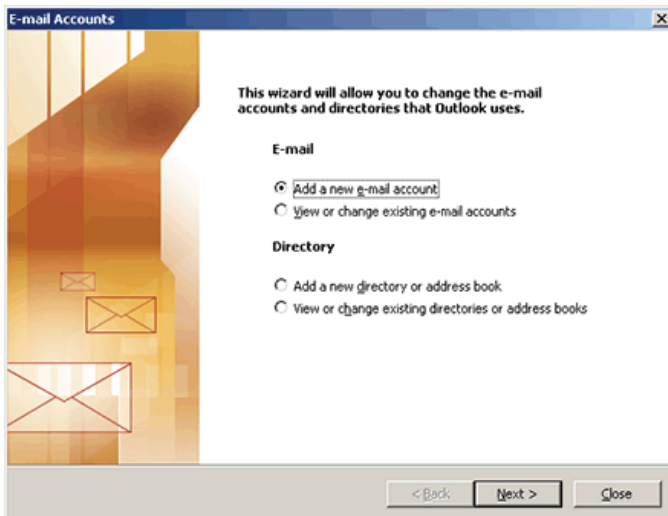 E-mail Accounts
This wizard will allow you to change the e-mail
accounts and directories that Outlook uses.
E-mail
Add a new e-mail account
View or change existing e-mail accounts
Directory
Add a new directory or address book
View or change existing directories or address books
< Back Next > Close